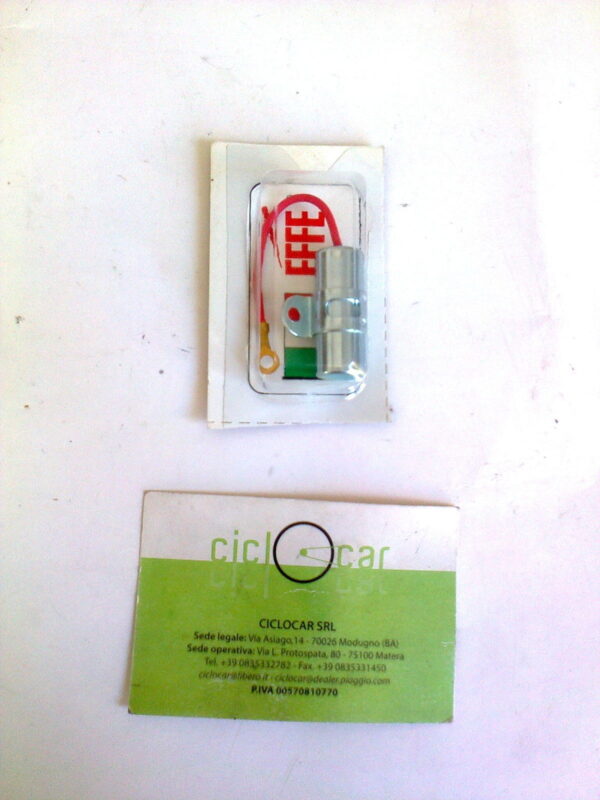 EFFE
ciclocar
CICLOCAR SRL
Sede legale: Via Asiago,14 - 70026 Modugno (BA)
Sede operativa: Via L. Protospata, 80 - 75100 Matera
Tel. +39 0835332782 - Fax. +39 0835331450
ciclocar@libero.it - ciclocar@dealer.piaggio.com
P.IVA 00570810770